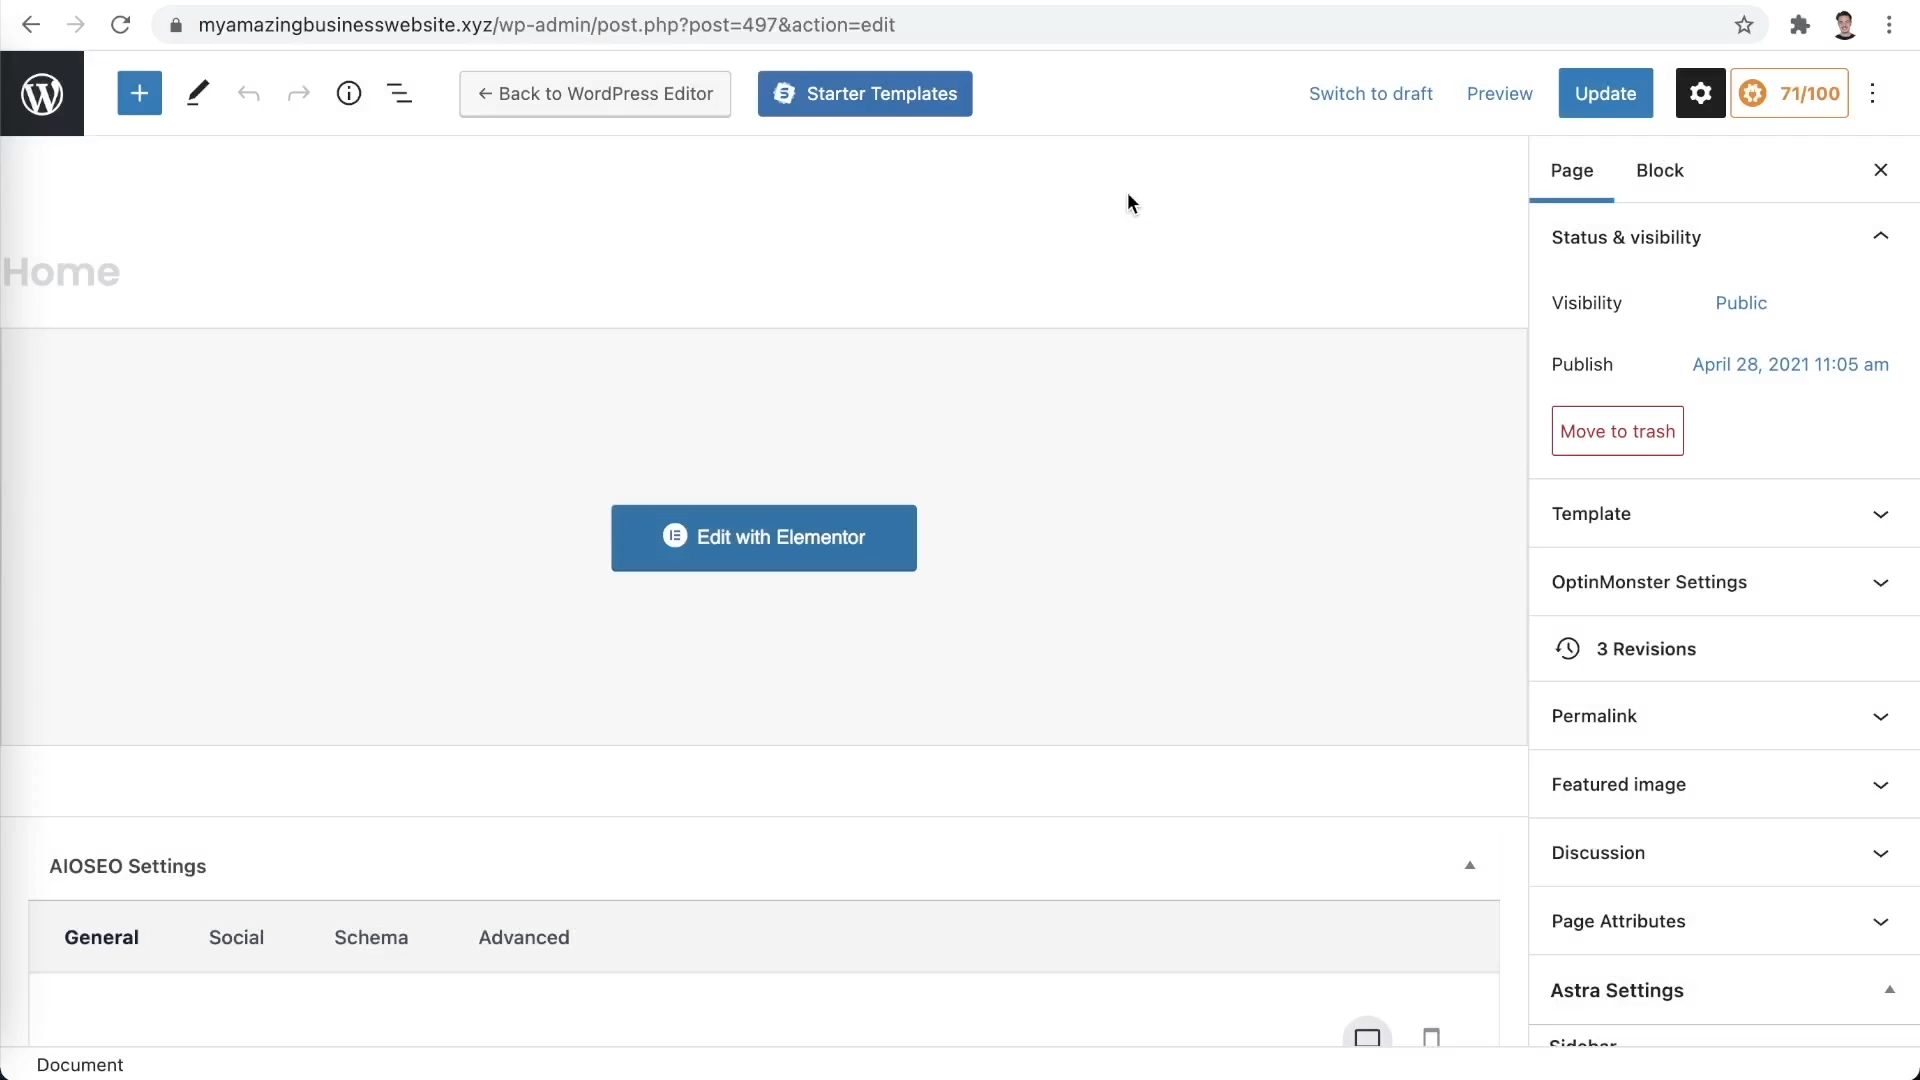 myamazingbusinesswebsite.xyz/wp-admin/post.php?post=497&action=edit
← Back to WordPress Editor
Starter Templates
Switch to draft
Preview
Update
71/100
Page
Block
Status & visibility
Home
Visibility
Public
Publish
April 28, 2021 11:05 am
Move to trash
Template
Edit with Elementor
OptinMonster Settings
3 Revisions
Permalink
Featured image
Discussion
AIOSEO Settings
Page Attributes
General
Social
Schema
Advanced
Astra Settings
Sidebar
Document